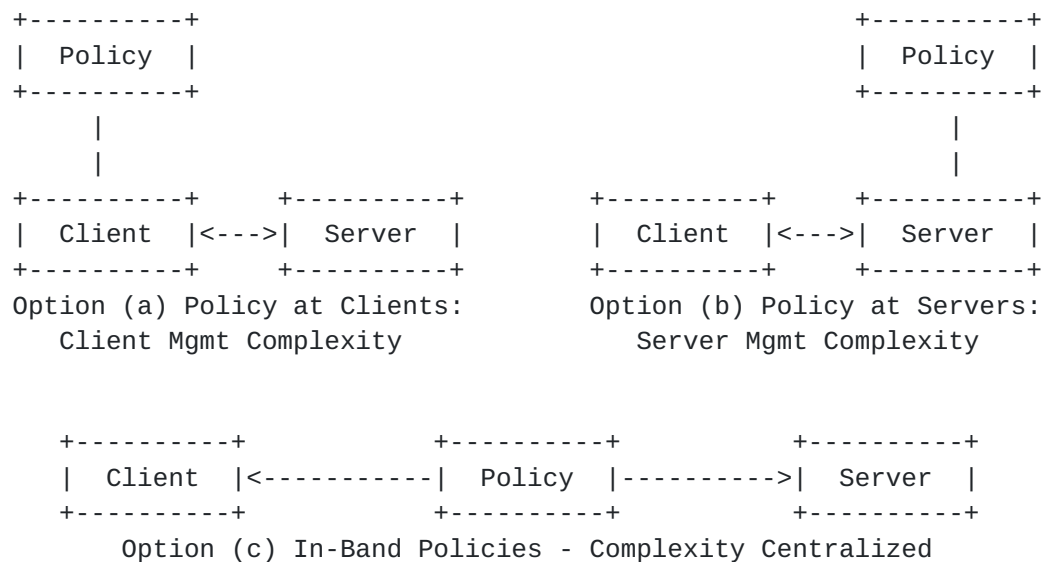 +----------+                                          +----------+
|  Policy  |                                          |  Policy  |
+----------+                                          +----------+
     |                                                      |
     |                                                      |
+----------+     +----------+        +----------+     +----------+
|  Client  |<--->|  Server  |        |  Client  |<--->|  Server  |
+----------+     +----------+        +----------+     +----------+
Option (a) Policy at Clients:        Option (b) Policy at Servers:
   Client Mgmt Complexity               Server Mgmt Complexity
   +----------+            +----------+           +----------+
   |  Client  |<-----------|  Policy  |---------->|  Server  |
   +----------+            +----------+           +----------+
       Option (c) In-Band Policies - Complexity Centralized